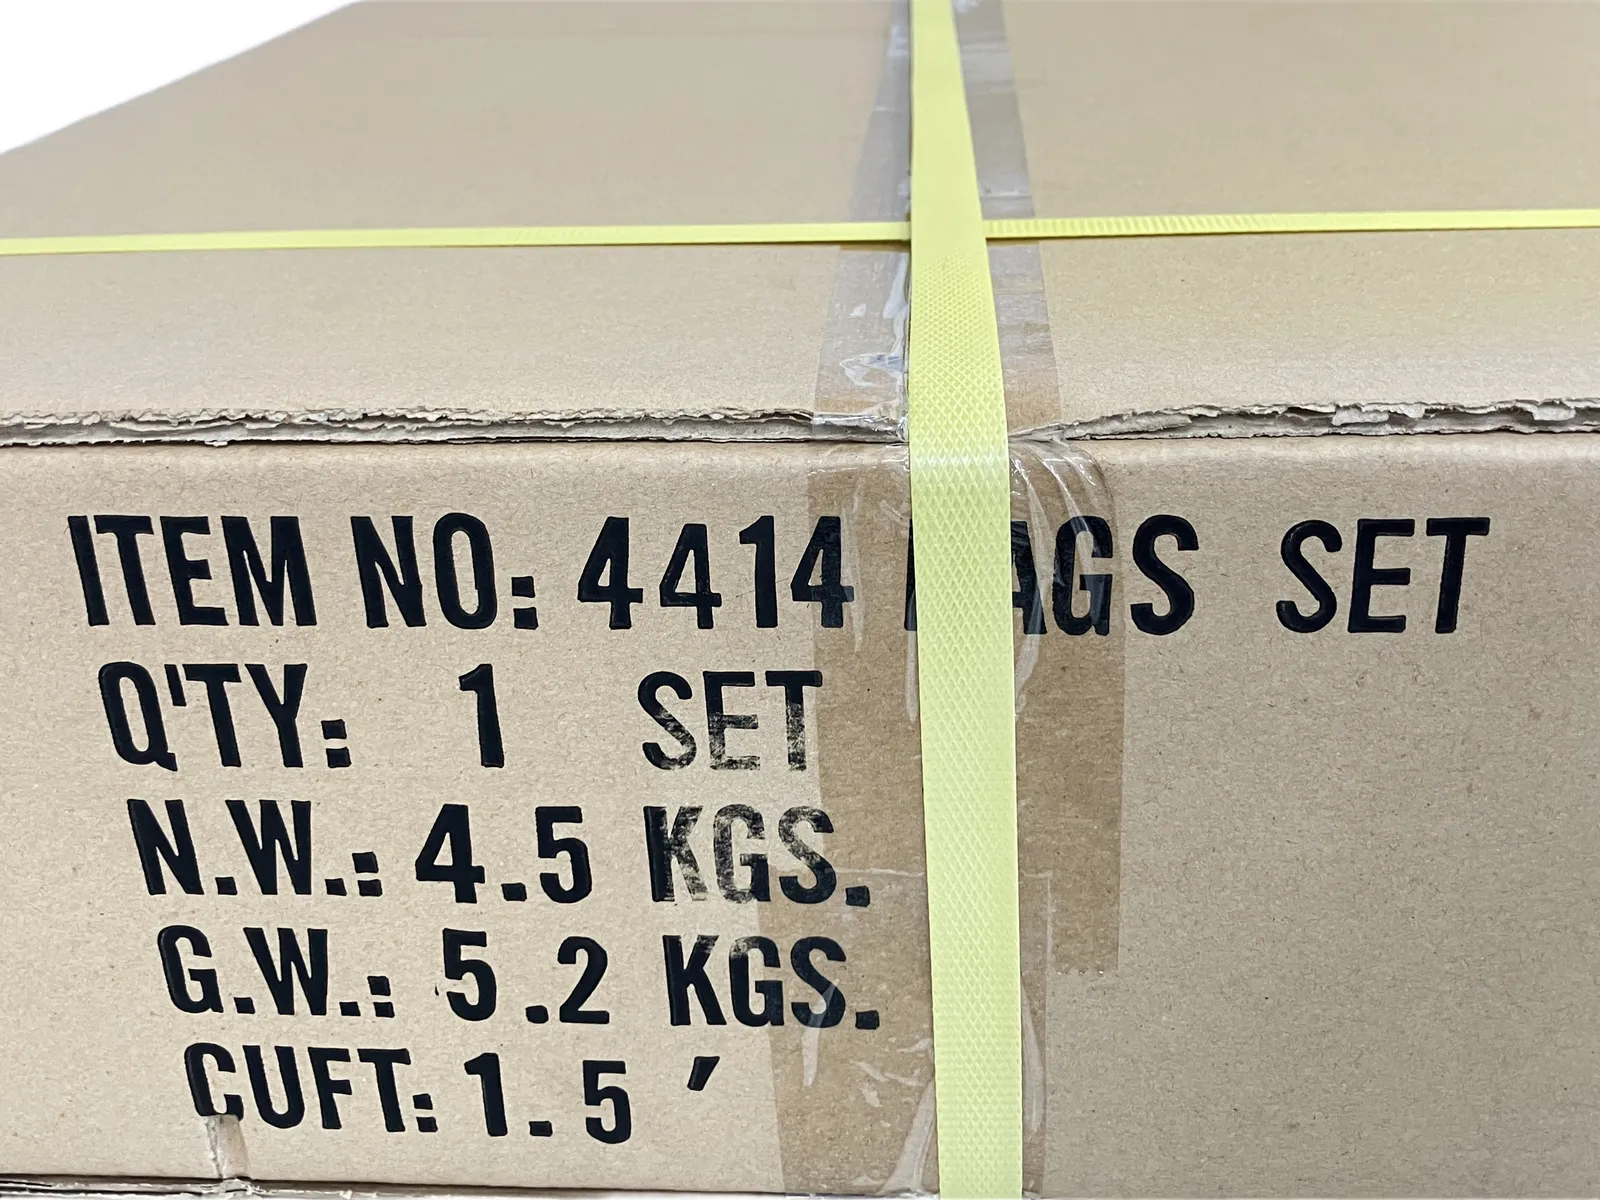 ITEM NO: 4414 SET
Q'TY: 1 SET
N.W.: 4.5 KGS.
G.W.: 5.2 KGS.
CUFT: 1.5 '